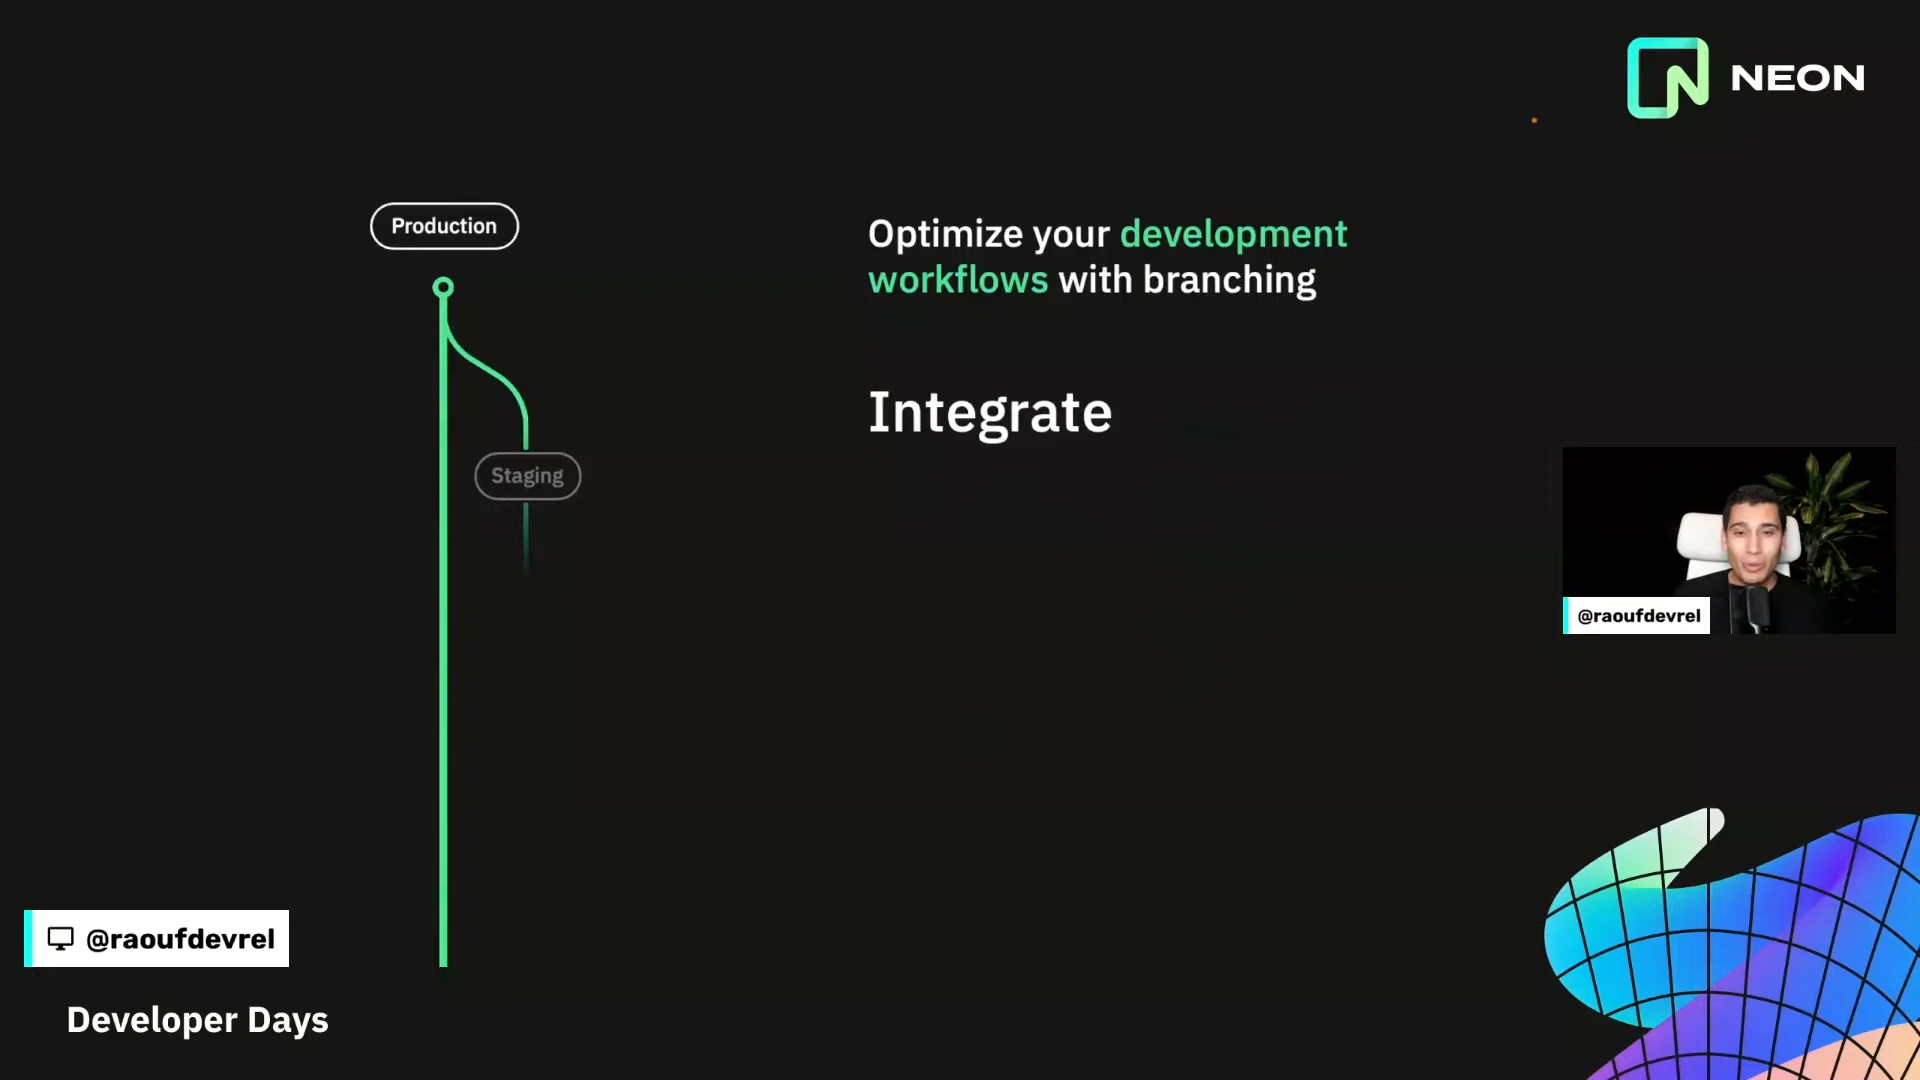 NEON
Production
Optimize your development
workflows with branching
Integrate
Staging
@raoufdevrel
@raoufdevrel
Developer Days